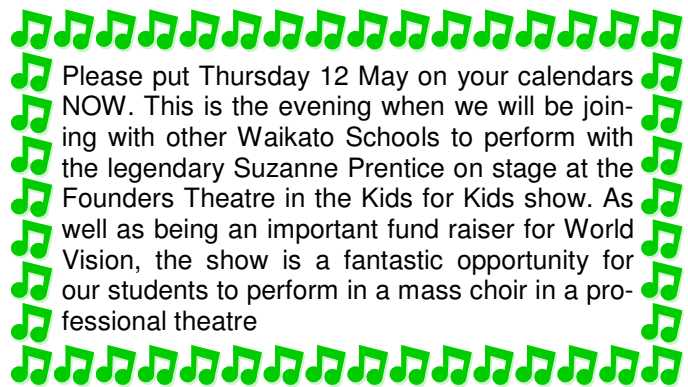 Please put Thursday 12 May on your calendars
NOW. This is the evening when we will be join-
ing with other Waikato Schools to perform with
the legendary Suzanne Prentice on stage at the
Founders Theatre in the Kids for Kids show. As
well as being an important fund raiser for World
Vision, the show is a fantastic opportunity for
our students to perform in a mass choir in a pro-
fessional theatre